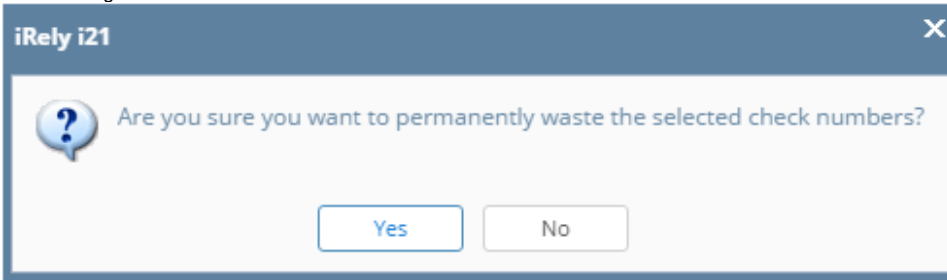 iRely i21
Are you sure you want to permanently waste the selected check numbers?
Yes
No